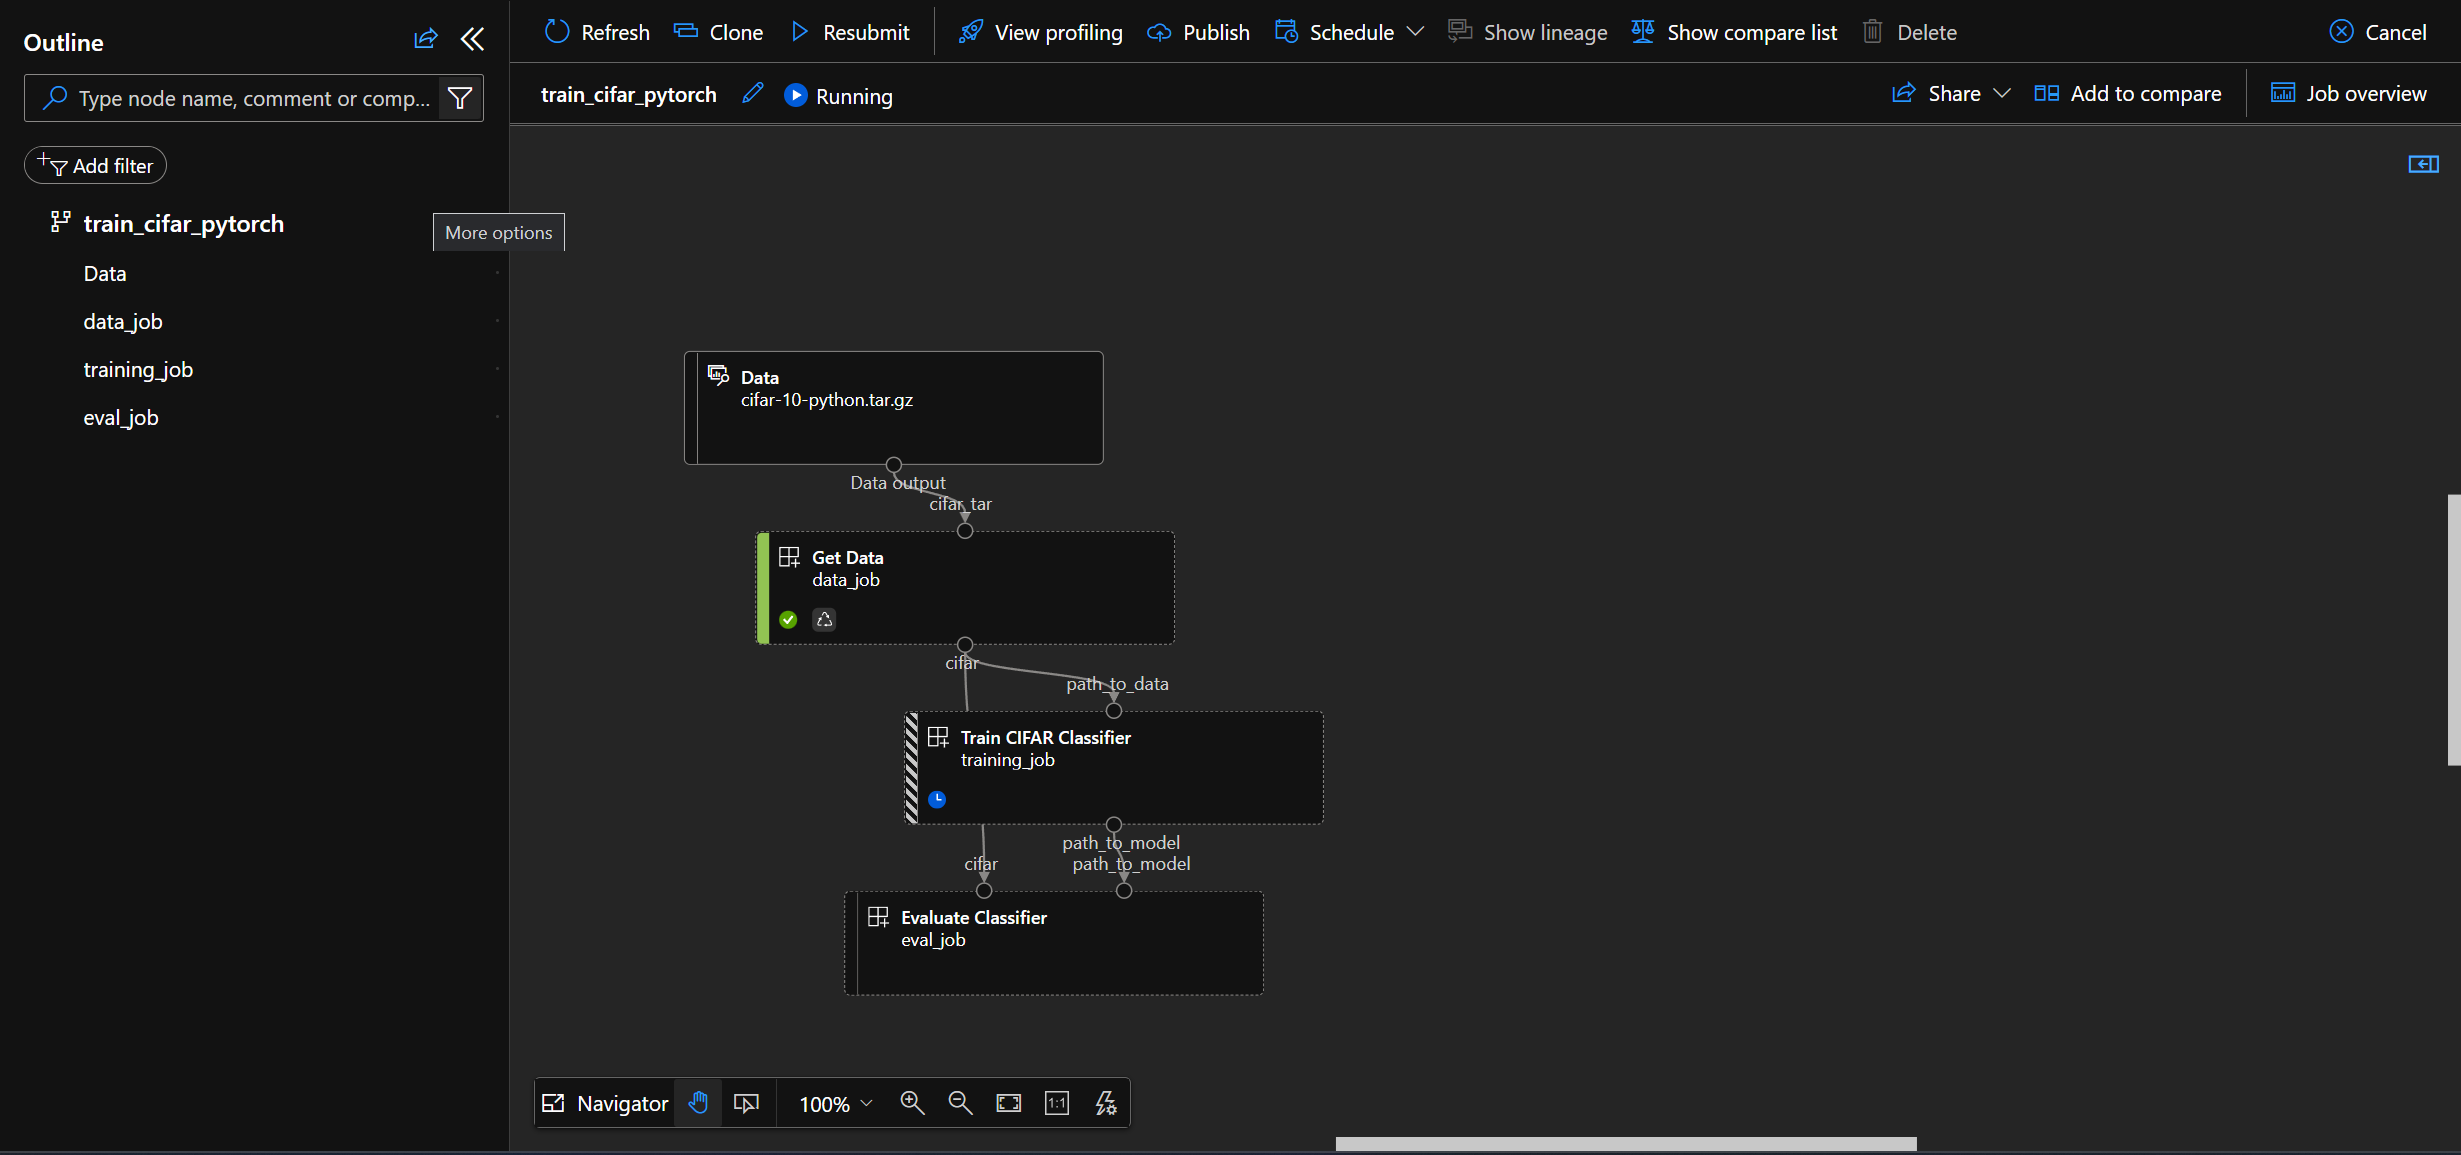 Outline
Type node name, comment or comp...
Add filter
train_cifar_pytorch
More options
Data
data_job
training_job
eval_job
Refresh
Clone
Resubmit
View profiling
Publish
Schedule
Show lineage
Show compare list
Delete
Cancel
train_cifar_pytorch
Running
Share
Add to compare
Job overview
Data
cifar-10-python.tar.gz
Data output
cifar_tar
Get Data
data_job
cifar
path_to_data
Train CIFAR Classifier
training_job
path_to_model
cifar
path_to_model
Evaluate Classifier
eval_job
Navigator
100%
1:1